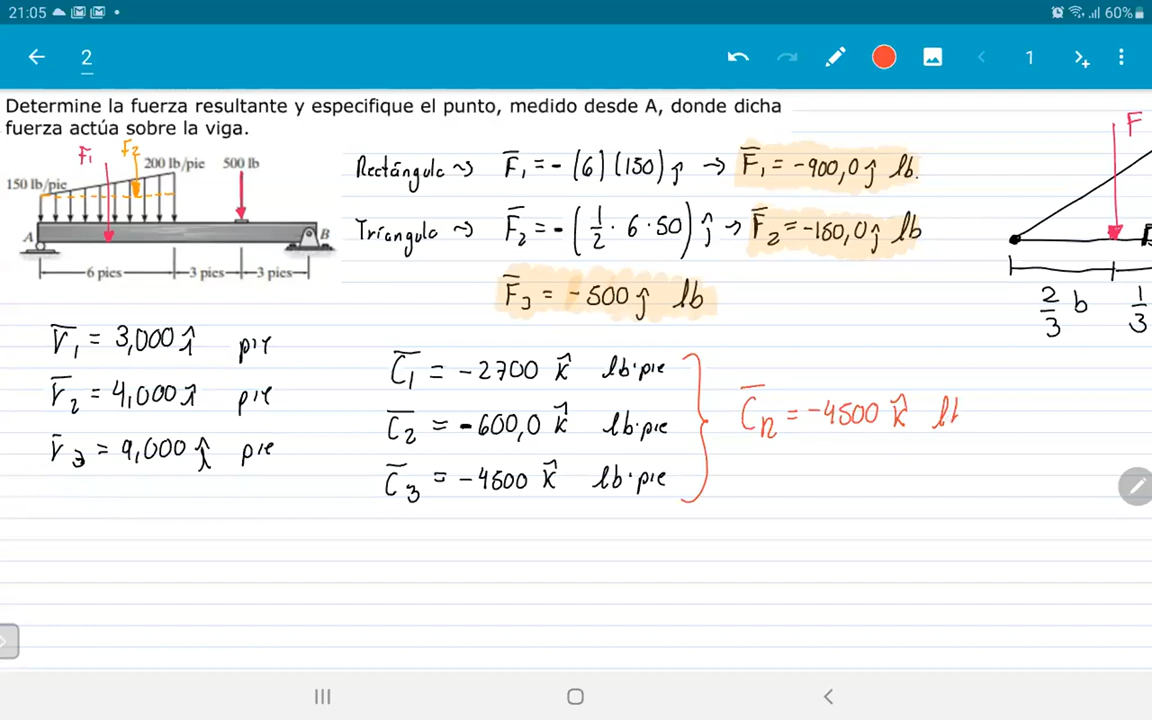 21:05 60%
2 1
Determine la fuerza resultante y especifique el punto, medido desde A, donde dicha
fuerza actúa sobre la viga.
F1 F2 200 lb/pie 500 lb
150 lb/pie
A B
6 pies 3 pies 3 pies
Rectángulo ~> F̄1 = - (6) (150) ĵ → F̄1 = -900,0 ĵ lb.
Triángulo ~> F̄2 = - (1/2 · 6 · 50) ĵ → F̄2 = -150,0 ĵ lb
F̄3 = -500 ĵ lb
F
2/3 b 1/3
r̄1 = 3,000 î pie
r̄2 = 4,000 î pie
r̄3 = 9,000 î pie
C̄1 = -2700 k̂ lb·pie
C̄2 = -600,0 k̂ lb·pie
C̄3 = -4500 k̂ lb·pie
C̄R = -4500 k̂ lb